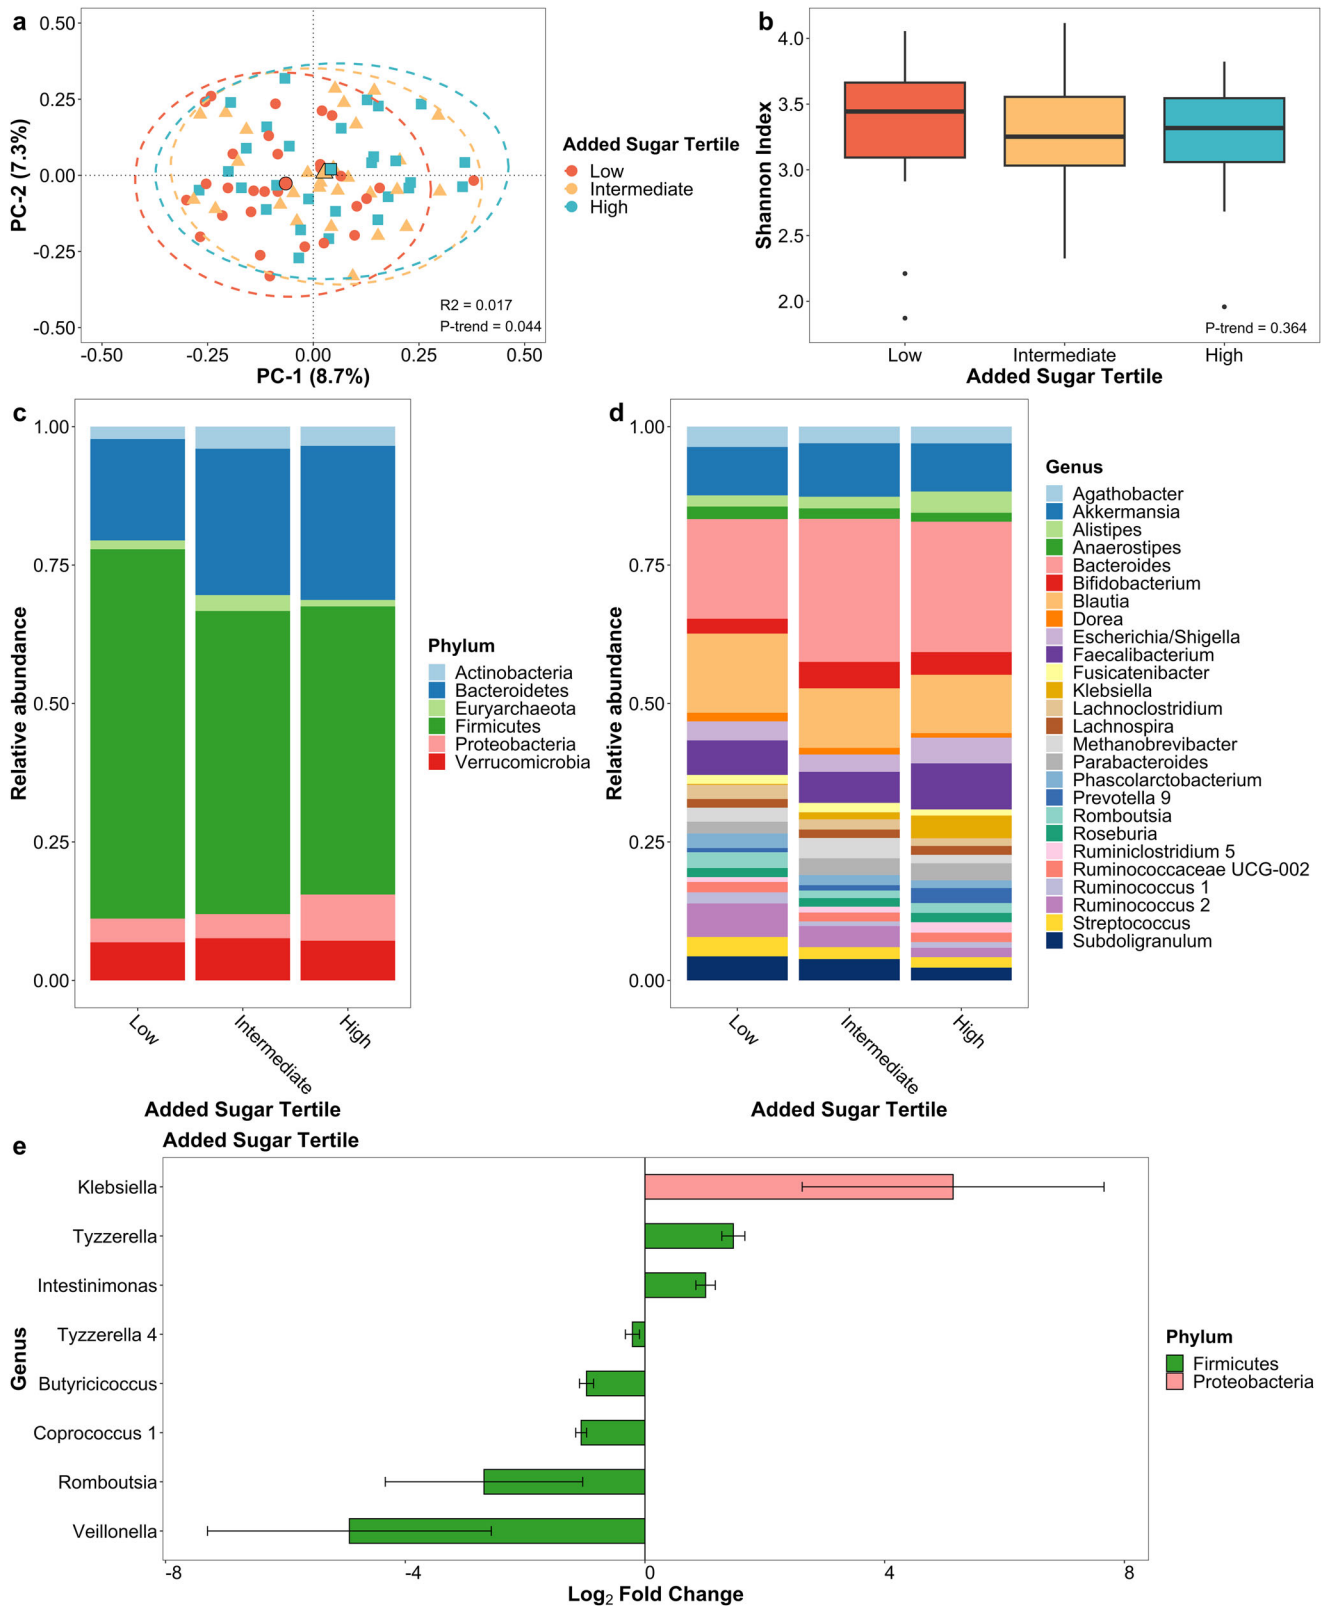 a
0.50
0.25
0.00
-0.25
-0.50
PC-2 (7.3%)
-0.50 -0.25 0.00 0.25 0.50
PC-1 (8.7%)
R2 = 0.017
P-trend = 0.044
Added Sugar Tertile
Low
Intermediate
High
b
4.0
3.5
3.0
2.5
2.0
Shannon Index
P-trend = 0.364
Low Intermediate High
Added Sugar Tertile
c
1.00
0.75
0.50
0.25
0.00
Relative abundance
Low Intermediate High
Added Sugar Tertile
Phylum
Actinobacteria
Bacteroidetes
Euryarchaeota
Firmicutes
Proteobacteria
Verrucomicrobia
d
1.00
0.75
0.50
0.25
0.00
Relative abundance
Low Intermediate High
Added Sugar Tertile
Genus
Agathobacter
Akkermansia
Alistipes
Anaerostipes
Bacteroides
Bifidobacterium
Blautia
Dorea
Escherichia/Shigella
Faecalibacterium
Fusicatenibacter
Klebsiella
Lachnoclostridium
Lachnospira
Methanobrevibacter
Parabacteroides
Phascolarctobacterium
Prevotella 9
Romboutsia
Roseburia
Ruminiclostridium 5
Ruminococcaceae UCG-002
Ruminococcus 1
Ruminococcus 2
Streptococcus
Subdoligranulum
e
Added Sugar Tertile
Klebsiella
Tyzzerella
Intestinimonas
Tyzzerella 4
Butyricicoccus
Coprococcus 1
Romboutsia
Veillonella
Genus
-8 -4 0 4 8
Log₂ Fold Change
Phylum
Firmicutes
Proteobacteria